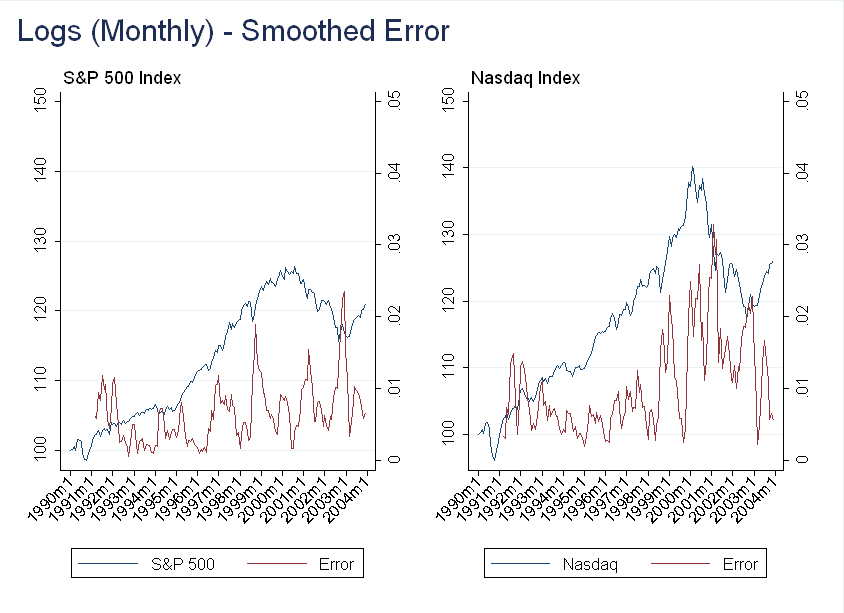 Logs (Monthly) - Smoothed Error
S&P 500 Index
150
140
130
120
110
100
.05
.04
.03
.02
.01
0
1990m1
1991m1
1992m1
1993m1
1994m1
1995m1
1996m1
1997m1
1998m1
1999m1
2000m1
2001m1
2002m1
2003m1
2004m1
S&P 500
Error
Nasdaq Index
150
140
130
120
110
100
.05
.04
.03
.02
.01
0
1990m1
1991m1
1992m1
1993m1
1994m1
1995m1
1996m1
1997m1
1998m1
1999m1
2000m1
2001m1
2002m1
2003m1
2004m1
Nasdaq
Error